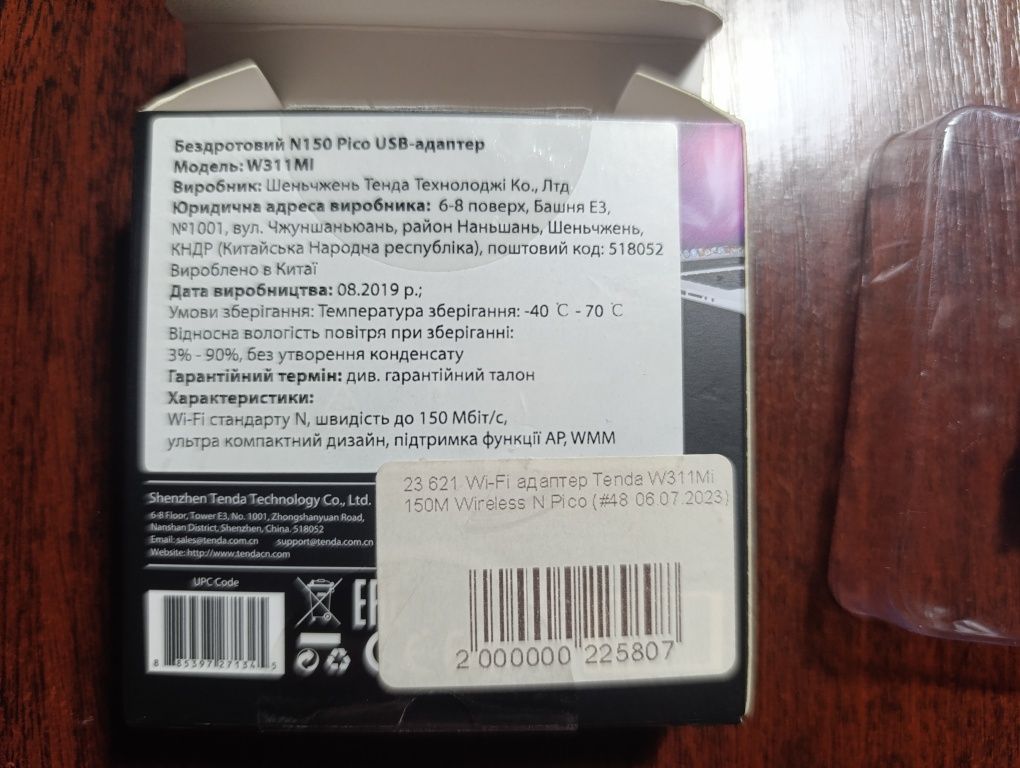 Бездротовий N150 Pico USB-адаптер
Модель: W311MI
Виробник: Шеньчжень Тенда Технолоджі Ко., Лтд
Юридична адреса виробника: 6-8 поверх, Башня Е3,
№1001, вул. Чжуншаньюань, район Наньшань, Шеньчжень,
КНДР (Китайська Народна республіка), поштовий код: 518052
Вироблено в Китаї
Дата виробництва: 08.2019 р.;
Умови зберігання: Температура зберігання: -40 ℃ - 70 ℃
Відносна вологість повітря при зберіганні:
3% - 90%, без утворення конденсату
Гарантійний термін: див. гарантійний талон
Характеристики:
Wi-Fi стандарту N, швидість до 150 Мбіт/с,
ультра компактний дизайн, підтримка функції AP, WMM
Shenzhen Tenda Technology Co., Ltd.
6-8 Floor, Tower E3, No. 1001, Zhongshanyuan Road,
Nanshan District, Shenzhen, China. 518052
Email: sales@tenda.com.cn support@tenda.com.cn
Website: http://www.tendacn.com
UPC Code
8 85397 27134 5
23 621 Wi-Fi адаптер Tenda W311Mi
150M Wireless N Pico (#48 06.07.2023)
2 000000 225807